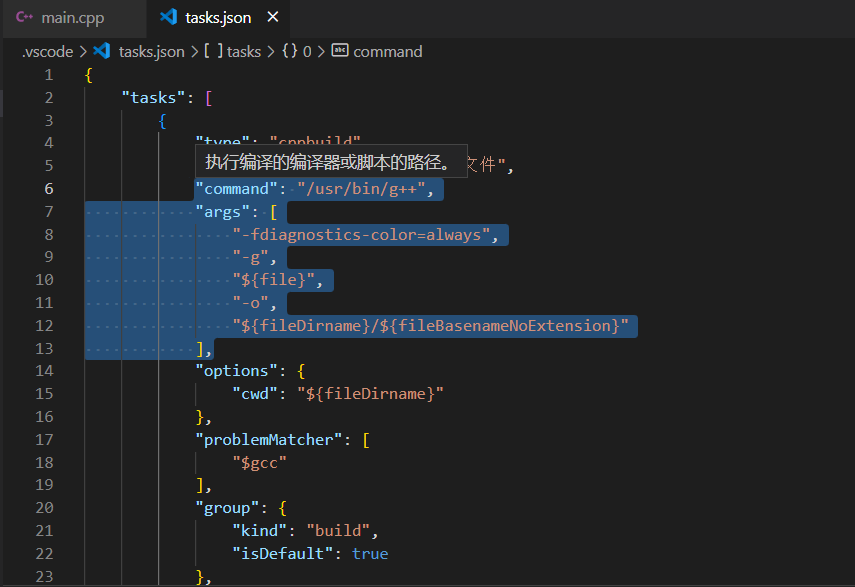 main.cpp
tasks.json
.vscode > tasks.json > [ ] tasks > {} 0 > command
1 {
2 "tasks": [
3 {
4 "type": "cppbuild",
执行编译的编译器或脚本的路径。
5 文件",
6 "command": "/usr/bin/g++",
7 "args": [
8 "-fdiagnostics-color=always",
9 "-g",
10 "${file}",
11 "-o",
12 "${fileDirname}/${fileBasenameNoExtension}"
13 ],
14 "options": {
15 "cwd": "${fileDirname}"
16 },
17 "problemMatcher": [
18 "$gcc"
19 ],
20 "group": {
21 "kind": "build",
22 "isDefault": true
23 },